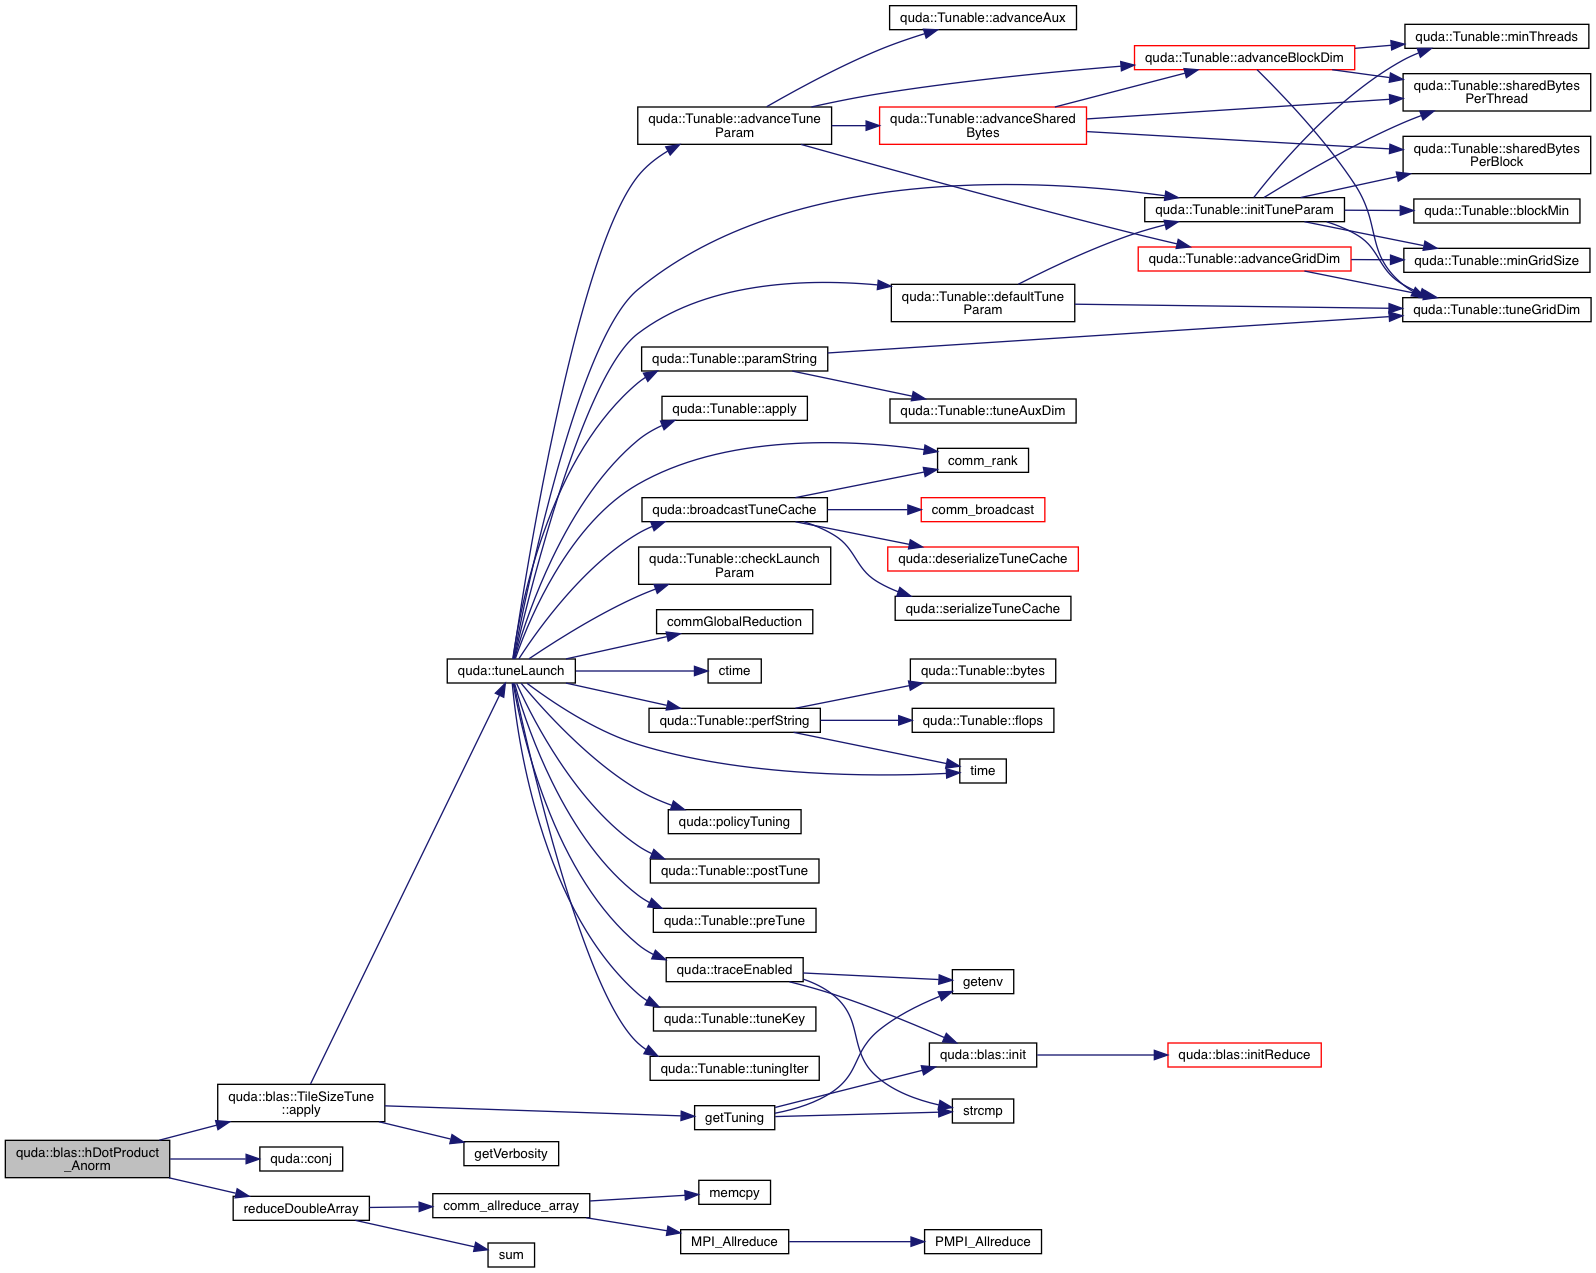 quda::Tunable::advanceAux
quda::Tunable::minThreads
quda::Tunable::advanceBlockDim
quda::Tunable::sharedBytes
PerThread
quda::Tunable::advanceTune
Param
quda::Tunable::advanceShared
Bytes
quda::Tunable::sharedBytes
PerBlock
quda::Tunable::initTuneParam
quda::Tunable::blockMin
quda::Tunable::advanceGridDim
quda::Tunable::minGridSize
quda::Tunable::defaultTune
Param
quda::Tunable::tuneGridDim
quda::Tunable::paramString
quda::Tunable::apply
quda::Tunable::tuneAuxDim
comm_rank
quda::broadcastTuneCache
comm_broadcast
quda::Tunable::checkLaunch
Param
quda::deserializeTuneCache
quda::serializeTuneCache
commGlobalReduction
quda::tuneLaunch
ctime
quda::Tunable::bytes
quda::Tunable::perfString
quda::Tunable::flops
time
quda::policyTuning
quda::Tunable::postTune
quda::Tunable::preTune
quda::traceEnabled
getenv
quda::Tunable::tuneKey
quda::blas::init
quda::blas::initReduce
quda::Tunable::tuningIter
quda::blas::TileSizeTune
::apply
getTuning
strcmp
quda::blas::hDotProduct
_Anorm
quda::conj
getVerbosity
reduceDoubleArray
comm_allreduce_array
memcpy
MPI_Allreduce
PMPI_Allreduce
sum